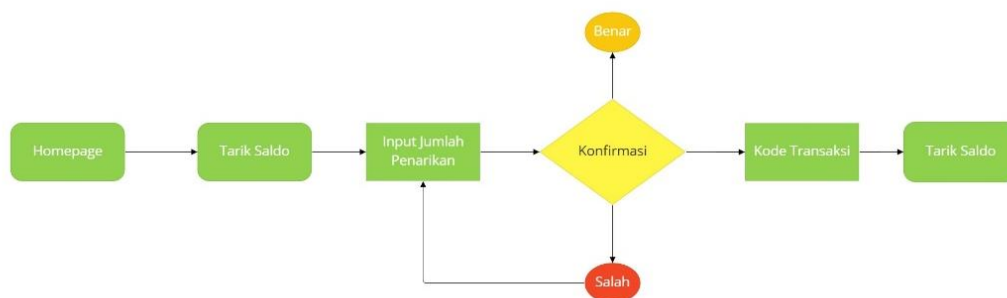 Benar
Homepage
Tarik Saldo
Input Jumlah
Penarikan
Konfirmasi
Kode Transaksi
Tarik Saldo
Salah